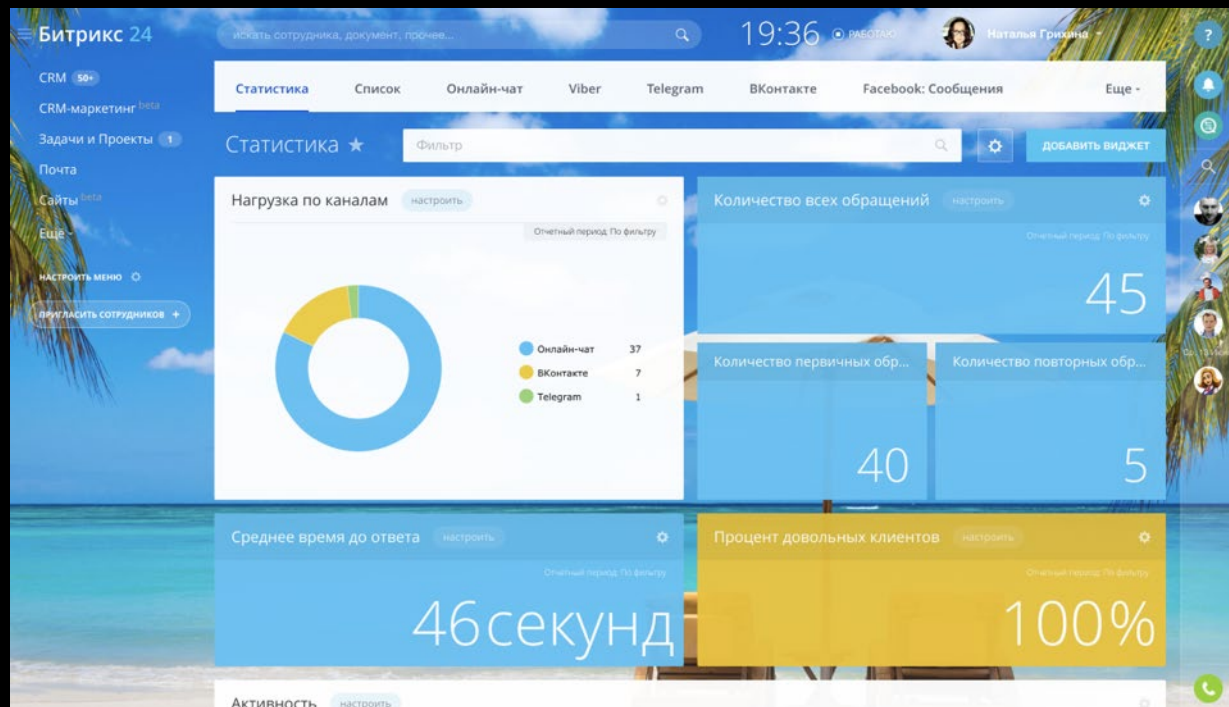 Битрикс 24
искать сотрудника, документ, прочее...
19:36
РАБОТАЮ
Наталья Грихина
?
CRM 50+
CRM-маркетинг beta
Задачи и Проекты 1
Почта
Сайты beta
Ещё
НАСТРОИТЬ МЕНЮ
ПРИГЛАСИТЬ СОТРУДНИКОВ +
Статистика Список Онлайн-чат Viber Telegram ВКонтакте Facebook: Сообщения Еще
Статистика ★
Фильтр
ДОБАВИТЬ ВИДЖЕТ
Нагрузка по каналам настроить
Отчетный период: По фильтру
Онлайн-чат 37
ВКонтакте 7
Telegram 1
Количество всех обращений настроить
Отчетный период: По фильтру
45
Количество первичных обр...
40
Количество повторных обр...
5
Среднее время до ответа настроить
Отчетный период: По фильтру
46секунд
Процент довольных клиентов настроить
Отчетный период: По фильтру
100%
Активность настроить